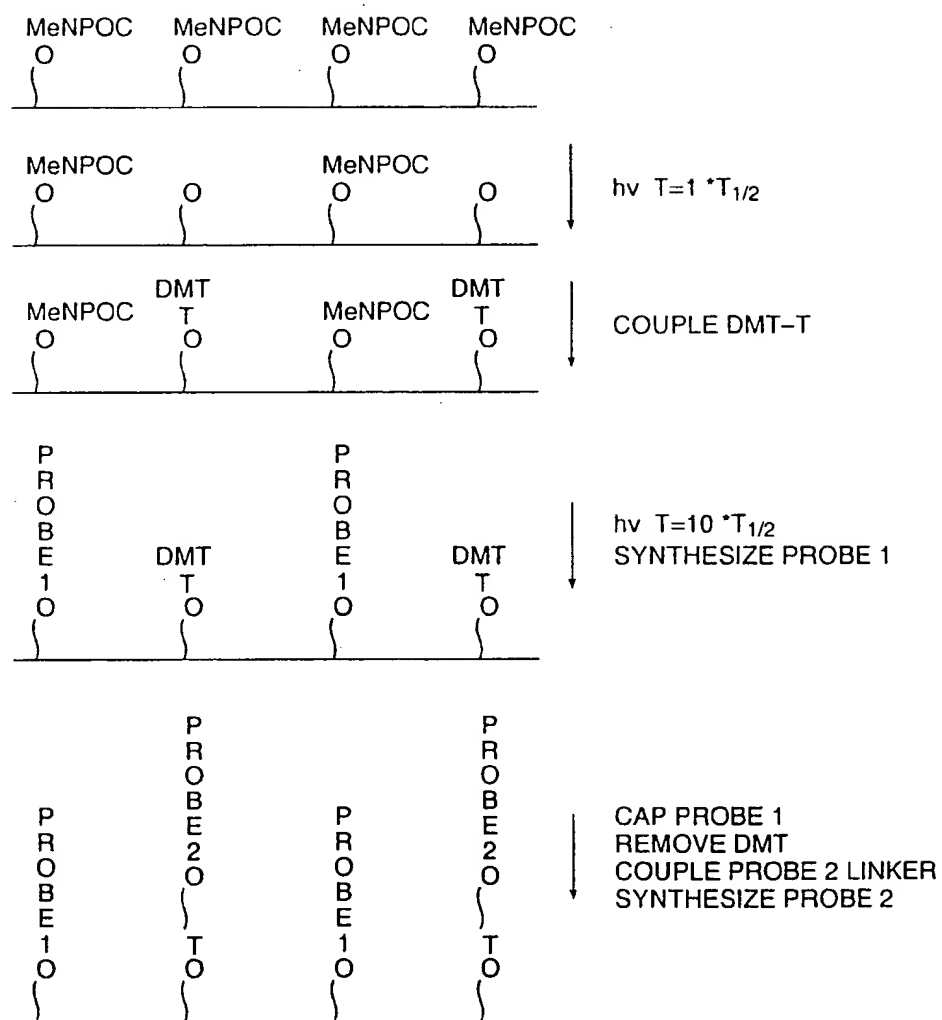 MeNPOC MeNPOC MeNPOC MeNPOC
O O O O
MeNPOC MeNPOC
O O O O
hν T=1 *T1/2
DMT DMT
MeNPOC T MeNPOC T
O O O O
COUPLE DMT–T
P P
R R
O O
B B
E DMT E DMT
1 T 1 T
O O O O
hν T=10 *T1/2
SYNTHESIZE PROBE 1
P P
R R
O O
B B
P E P E
R 2 R 2
O O O O
B B
E E
1 T 1 T
O O O O
CAP PROBE 1
REMOVE DMT
COUPLE PROBE 2 LINKER
SYNTHESIZE PROBE 2